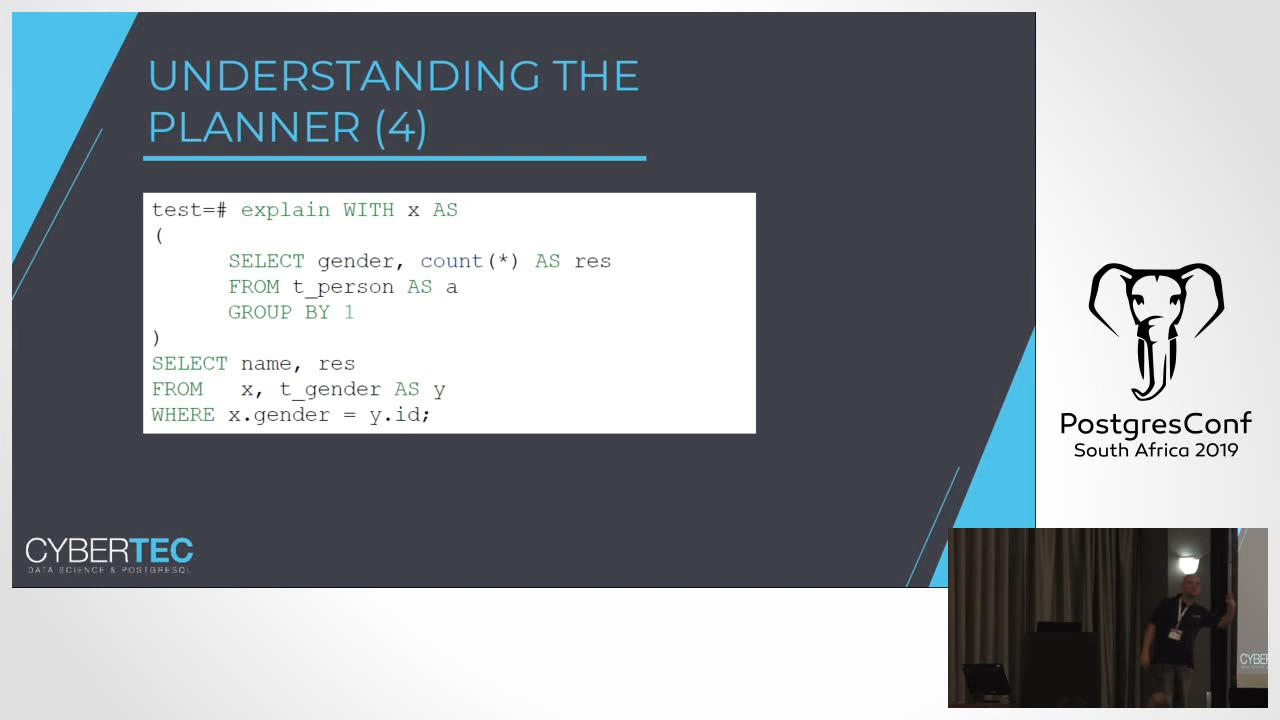 UNDERSTANDING THE
PLANNER (4)
test=# explain WITH x AS
(
SELECT gender, count(*) AS res
FROM t_person AS a
GROUP BY 1
)
SELECT name, res
FROM x, t_gender AS y
WHERE x.gender = y.id;
CYBERTEC
DATA SCIENCE & POSTGRESQL
PostgresConf
South Africa 2019
CYBE